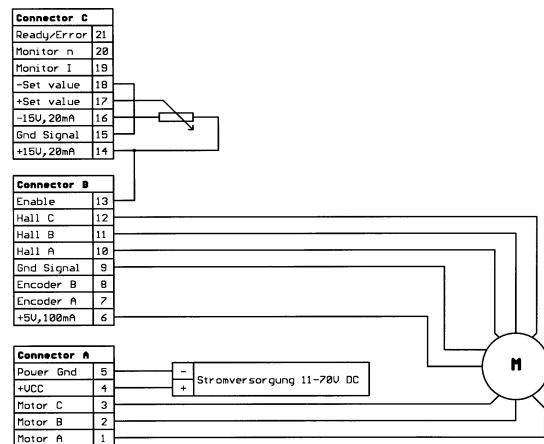 Connector C
Ready/Error 21
Monitor n 20
Monitor I 19
-Set value 18
+Set value 17
-15V,20mA 16
Gnd Signal 15
+15V,20mA 14
Connector B
Enable 13
Hall C 12
Hall B 11
Hall A 10
Gnd Signal 9
Encoder B 8
Encoder A 7
+5V,100mA 6
M
Connector A
Power Gnd 5
- 
+VCC 4
+
Stromversorgung 11-70V DC
Motor C 3
Motor B 2
Motor A 1